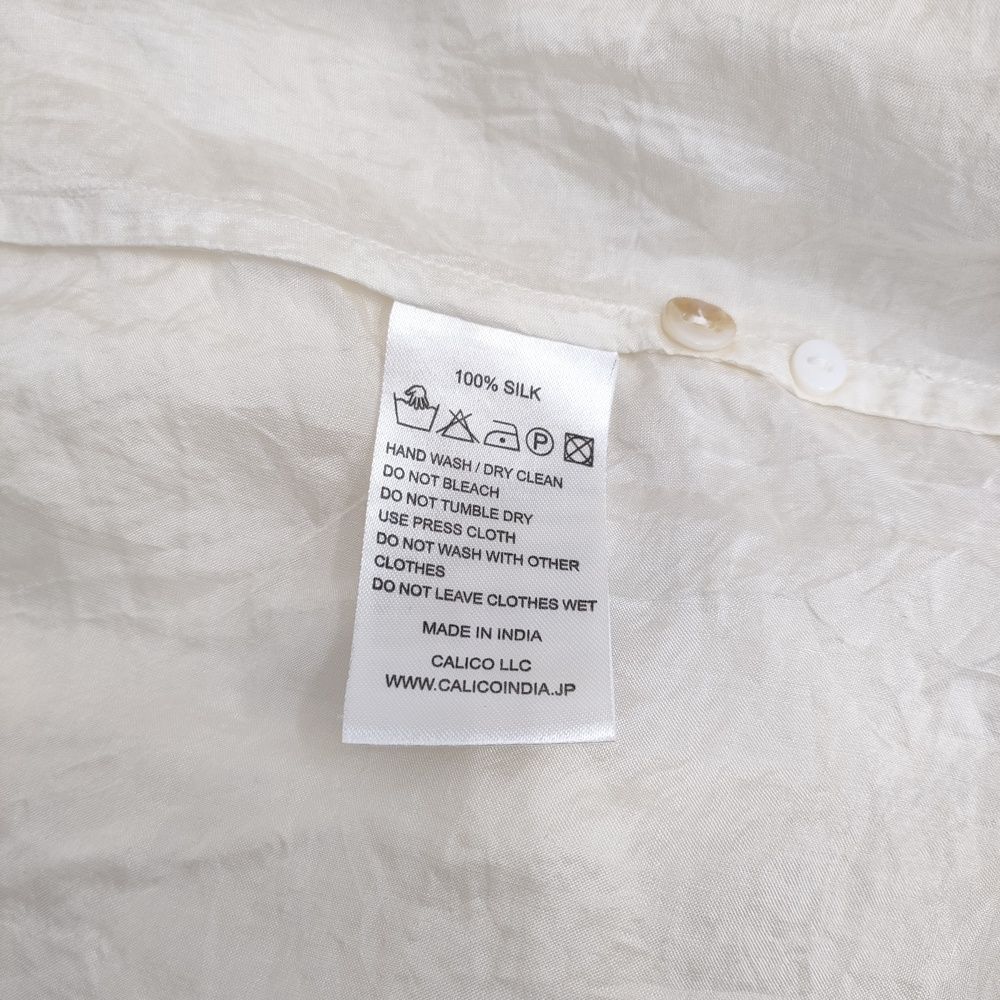 100% SILK
P
HAND WASH / DRY CLEAN
DO NOT BLEACH
DO NOT TUMBLE DRY
USE PRESS CLOTH
DO NOT WASH WITH OTHER
CLOTHES
DO NOT LEAVE CLOTHES WET
MADE IN INDIA
CALICO LLC
WWW.CALICOINDIA.JP